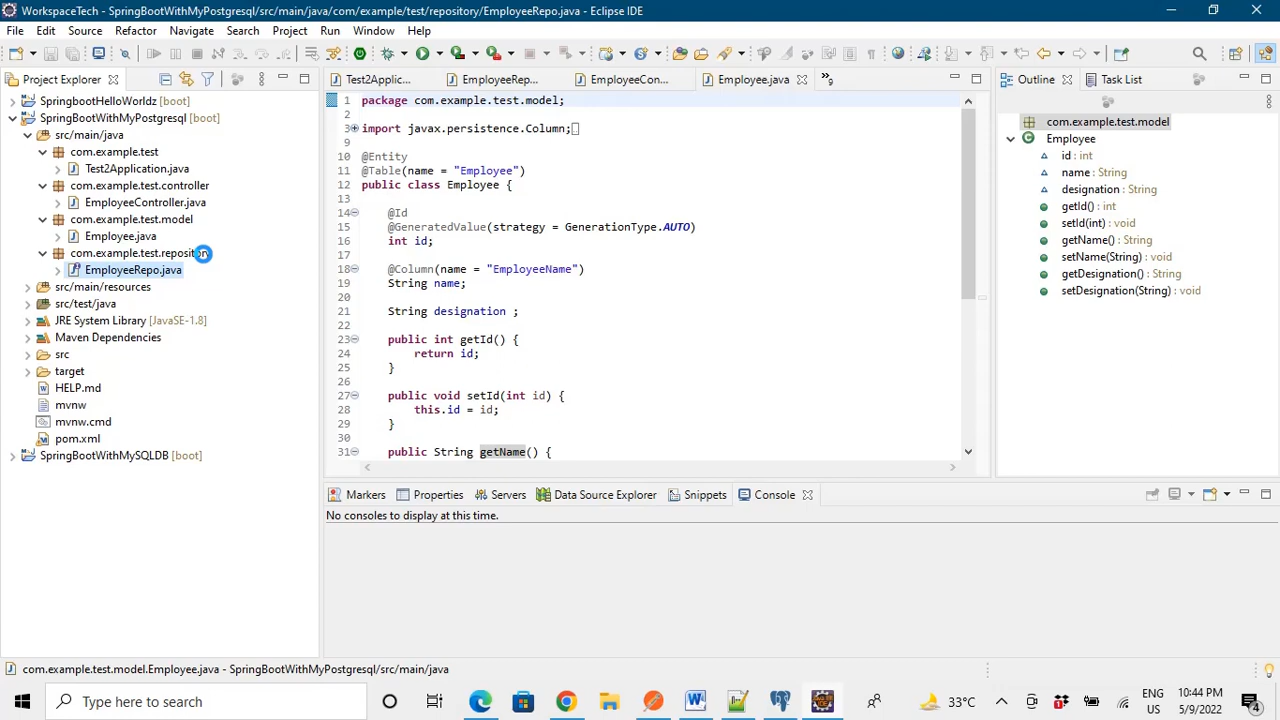 WorkspaceTech - SpringBootWithMyPostgresql/src/main/java/com/example/test/repository/EmployeeRepo.java - Eclipse IDE
File Edit Source Refactor Navigate Search Project Run Window Help
Project Explorer
SpringbootHelloWorldz [boot]
SpringBootWithMyPostgresql [boot]
src/main/java
com.example.test
Test2Application.java
com.example.test.controller
EmployeeController.java
com.example.test.model
Employee.java
com.example.test.repository
EmployeeRepo.java
src/main/resources
src/test/java
JRE System Library [JavaSE-1.8]
Maven Dependencies
src
target
HELP.md
mvnw
mvnw.cmd
pom.xml
SpringBootWithMySQLDB [boot]
Test2Applic... EmployeeRep... EmployeeCon... Employee.java »9
1 package com.example.test.model;
2
3 import javax.persistence.Column;
9
10 @Entity
11 @Table(name = "Employee")
12 public class Employee {
13
14 @Id
15 @GeneratedValue(strategy = GenerationType.AUTO)
16 int id;
17
18 @Column(name = "EmployeeName")
19 String name;
20
21 String designation ;
22
23 public int getId() {
24 return id;
25 }
26
27 public void setId(int id) {
28 this.id = id;
29 }
30
31 public String getName() {
Outline Task List
com.example.test.model
Employee
id : int
name : String
designation : String
getId() : int
setId(int) : void
getName() : String
setName(String) : void
getDesignation() : String
setDesignation(String) : void
Markers Properties Servers Data Source Explorer Snippets Console
No consoles to display at this time.
com.example.test.model.Employee.java - SpringBootWithMyPostgresql/src/main/java
Type here to search
33°C
ENG
US
10:44 PM
5/9/2022
4